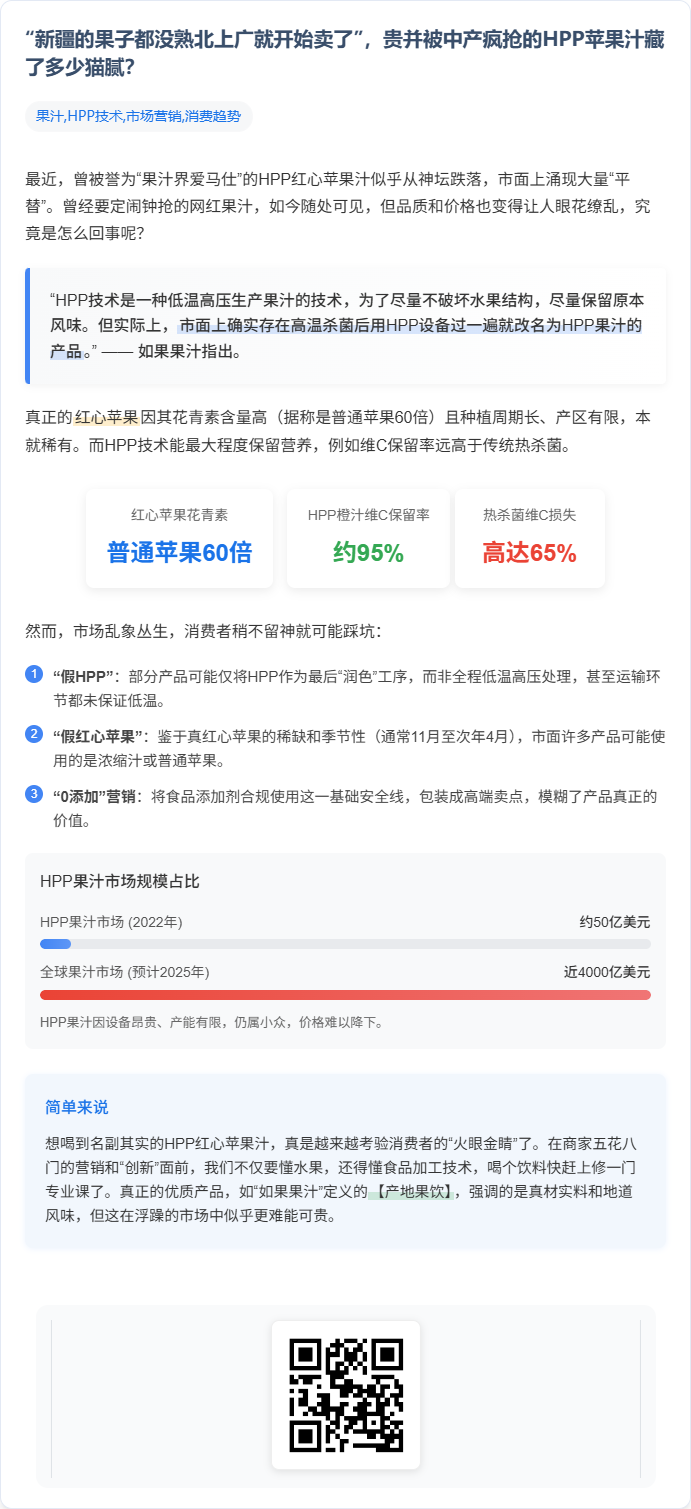 “新疆的果子都没熟北上广就开始卖了”，贵并被中产疯抢的HPP苹果汁藏
了多少猫腻？
果汁,HPP技术,市场营销,消费趋势
最近，曾被誉为“果汁界爱马仕”的HPP红心苹果汁似乎从神坛跌落，市面上涌现大量“平
替”。曾经要定闹钟抢的网红果汁，如今随处可见，但品质和价格也变得让人眼花缭乱，究
竟是怎么回事呢？
“HPP技术是一种低温高压生产果汁的技术，为了尽量不破坏水果结构，尽量保留原本
风味。但实际上，市面上确实存在高温杀菌后用HPP设备过一遍就改名为HPP果汁的
产品。” —— 如果果汁指出。
真正的红心苹果因其花青素含量高（据称是普通苹果60倍）且种植周期长、产区有限，本
就稀有。而HPP技术能最大程度保留营养，例如维C保留率远高于传统热杀菌。
红心苹果花青素
普通苹果60倍
HPP橙汁维C保留率
约95%
热杀菌维C损失
高达65%
然而，市场乱象丛生，消费者稍不留神就可能踩坑：
1 “假HPP”：部分产品可能仅将HPP作为最后“润色”工序，而非全程低温高压处理，甚至运输环
节都未保证低温。
2 “假红心苹果”：鉴于真红心苹果的稀缺和季节性（通常11月至次年4月），市面许多产品可能使
用的是浓缩汁或普通苹果。
3 “0添加”营销：将食品添加剂合规使用这一基础安全线，包装成高端卖点，模糊了产品真正的
价值。
HPP果汁市场规模占比
HPP果汁市场 (2022年) 约50亿美元
全球果汁市场 (预计2025年) 近4000亿美元
HPP果汁因设备昂贵、产能有限，仍属小众，价格难以降下。
简单来说
想喝到名副其实的HPP红心苹果汁，真是越来越考验消费者的“火眼金睛”了。在商家五花八
门的营销和“创新”面前，我们不仅要懂水果，还得懂食品加工技术，喝个饮料快赶上修一门
专业课了。真正的优质产品，如“如果果汁”定义的【产地果饮】，强调的是真材实料和地道
风味，但这在浮躁的市场中似乎更难能可贵。